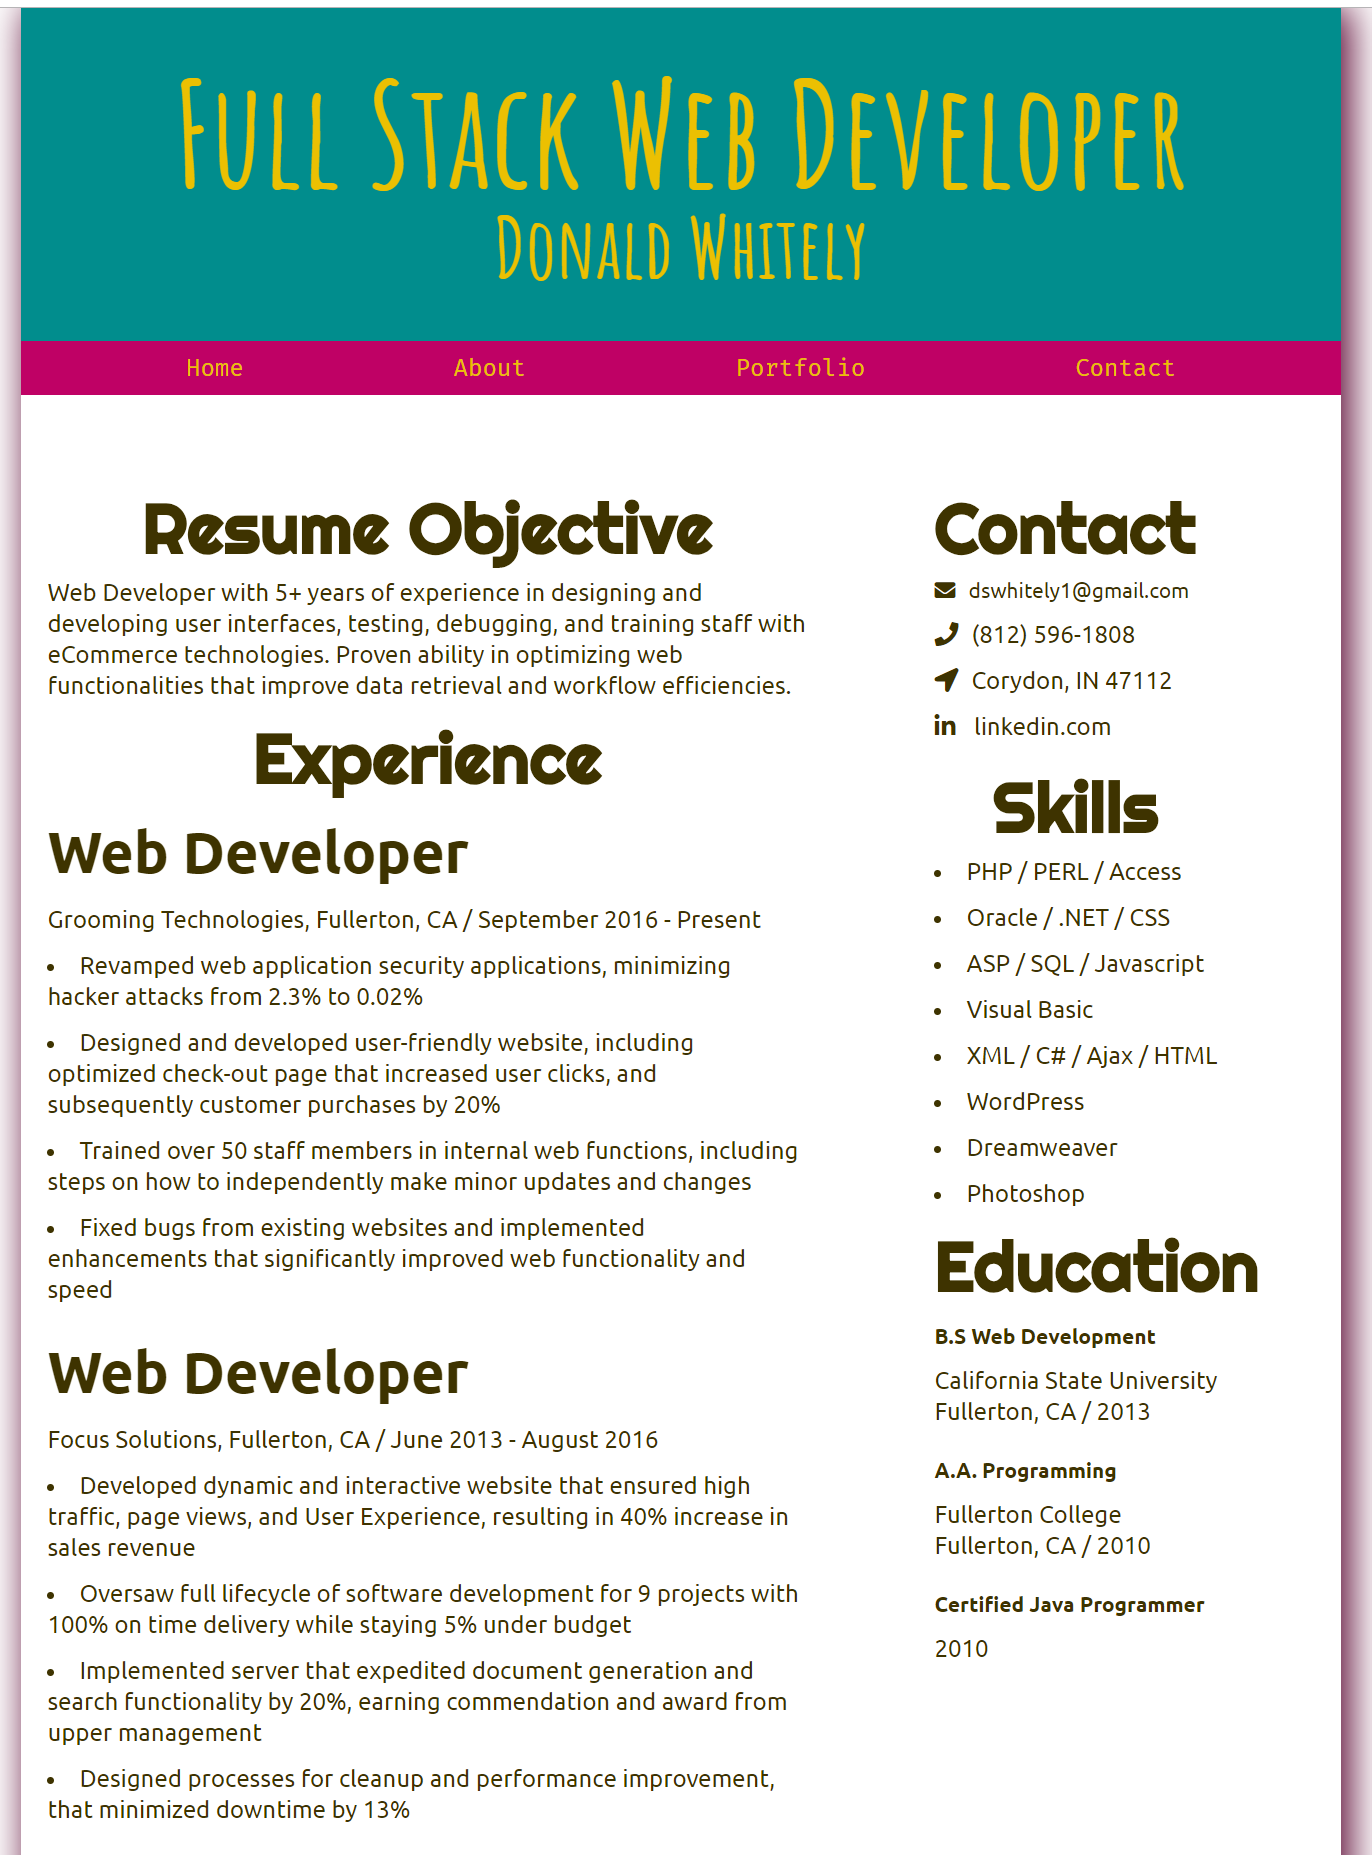 Full Stack Web Developer
Donald Whitely
Home About Portfolio Contact
Resume Objective
Web Developer with 5+ years of experience in designing and
developing user interfaces, testing, debugging, and training staff with
eCommerce technologies. Proven ability in optimizing web
functionalities that improve data retrieval and workflow efficiencies.
Experience
Web Developer
Grooming Technologies, Fullerton, CA / September 2016 - Present
• Revamped web application security applications, minimizing
hacker attacks from 2.3% to 0.02%
• Designed and developed user-friendly website, including
optimized check-out page that increased user clicks, and
subsequently customer purchases by 20%
• Trained over 50 staff members in internal web functions, including
steps on how to independently make minor updates and changes
• Fixed bugs from existing websites and implemented
enhancements that significantly improved web functionality and
speed
Web Developer
Focus Solutions, Fullerton, CA / June 2013 - August 2016
• Developed dynamic and interactive website that ensured high
traffic, page views, and User Experience, resulting in 40% increase in
sales revenue
• Oversaw full lifecycle of software development for 9 projects with
100% on time delivery while staying 5% under budget
• Implemented server that expedited document generation and
search functionality by 20%, earning commendation and award from
upper management
• Designed processes for cleanup and performance improvement,
that minimized downtime by 13%
Contact
dswhitely1@gmail.com
(812) 596-1808
Corydon, IN 47112
in linkedin.com
Skills
• PHP / PERL / Access
• Oracle / .NET / CSS
• ASP / SQL / Javascript
• Visual Basic
• XML / C# / Ajax / HTML
• WordPress
• Dreamweaver
• Photoshop
Education
B.S Web Development
California State University
Fullerton, CA / 2013
A.A. Programming
Fullerton College
Fullerton, CA / 2010
Certified Java Programmer
2010